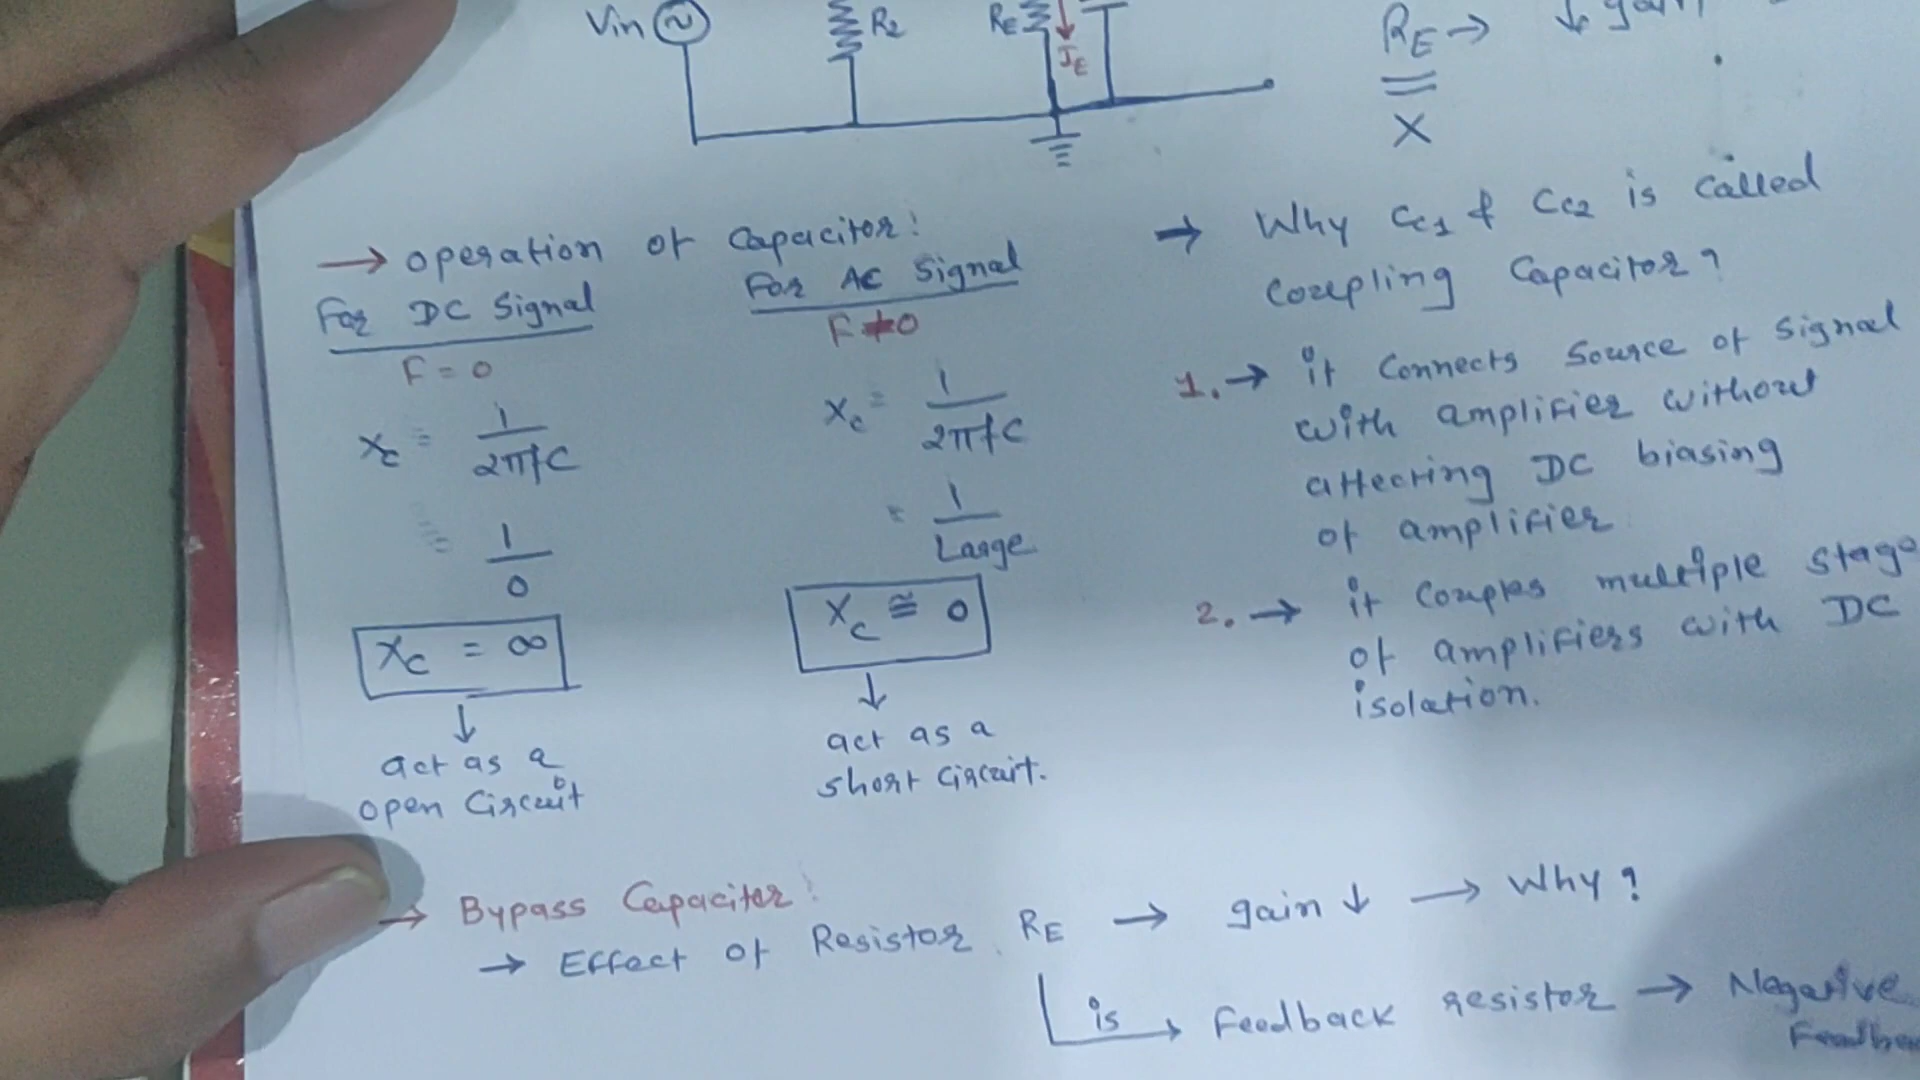 Vin
R2
RE
IE
RE → ↓ gain
X
→ operation of capacitor:
For DC Signal
F = 0
Xc = 1/2πfC
= 1/0
Xc = ∞
↓
act as a
open Circuit
For AC Signal
F ≠ 0
Xc = 1/2πfC
= 1/Large
Xc ≅ 0
↓
act as a
short Circuit.
→ Why Cc1 & Cc2 is called
coupling Capacitor?
1. → it Connects Source of Signal
with amplifier without
affecting DC biasing
of amplifier
2. → it couples multiple stage
of amplifiers with DC
isolation.
→ Bypass Capacitor:
→ Effect of Resistor RE → gain ↓ → Why?
is → Feedback resistor → Negative